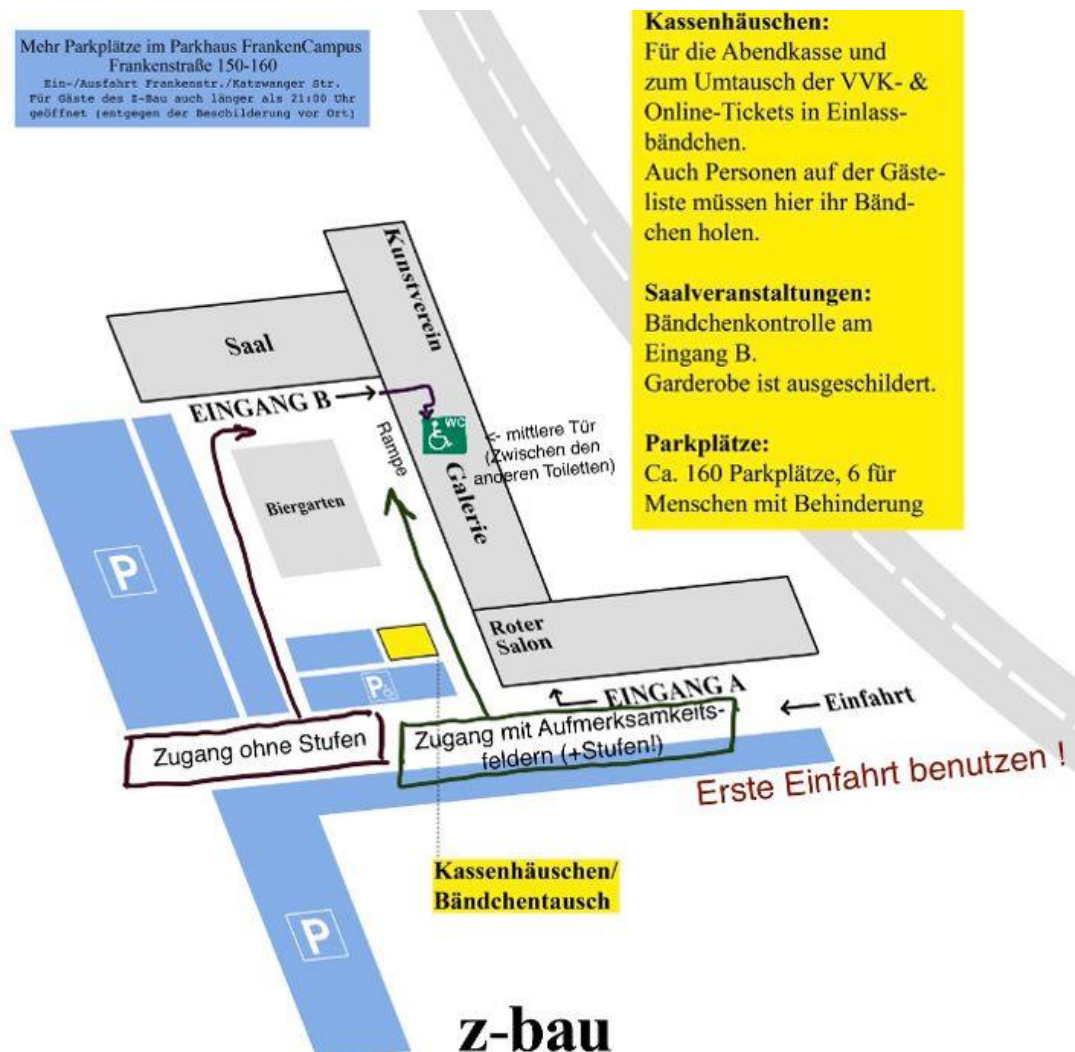 Mehr Parkplätze im Parkhaus FrankenCampus
Frankenstraße 150-160
Ein-/Ausfahrt Frankenstr./Katzwanger Str.
Für Gäste des Z-Bau auch länger als 21:00 Uhr
geöffnet (entgegen der Beschilderung vor Ort)
Kassenhäuschen:
Für die Abendkasse und
zum Umtausch der VVK- &
Online-Tickets in Einlass-
bändchen.
Auch Personen auf der Gäste-
liste müssen hier ihr Bänd-
chen holen.
Saalveranstaltungen:
Bändchenkontrolle am
Eingang B.
Garderobe ist ausgeschildert.
Parkplätze:
Ca. 160 Parkplätze, 6 für
Menschen mit Behinderung
Kunstverein
Saal
EINGANG B
Rampe
WC
<- mittlere Tür
(Zwischen den
anderen Toiletten)
Galerie
Biergarten
P
Roter
Salon
P
EINGANG A
Einfahrt
Zugang ohne Stufen
Zugang mit Aufmerksamkeits-
feldern (+Stufen!)
Erste Einfahrt benutzen !
Kassenhäuschen/
Bändchentausch
P
z-bau